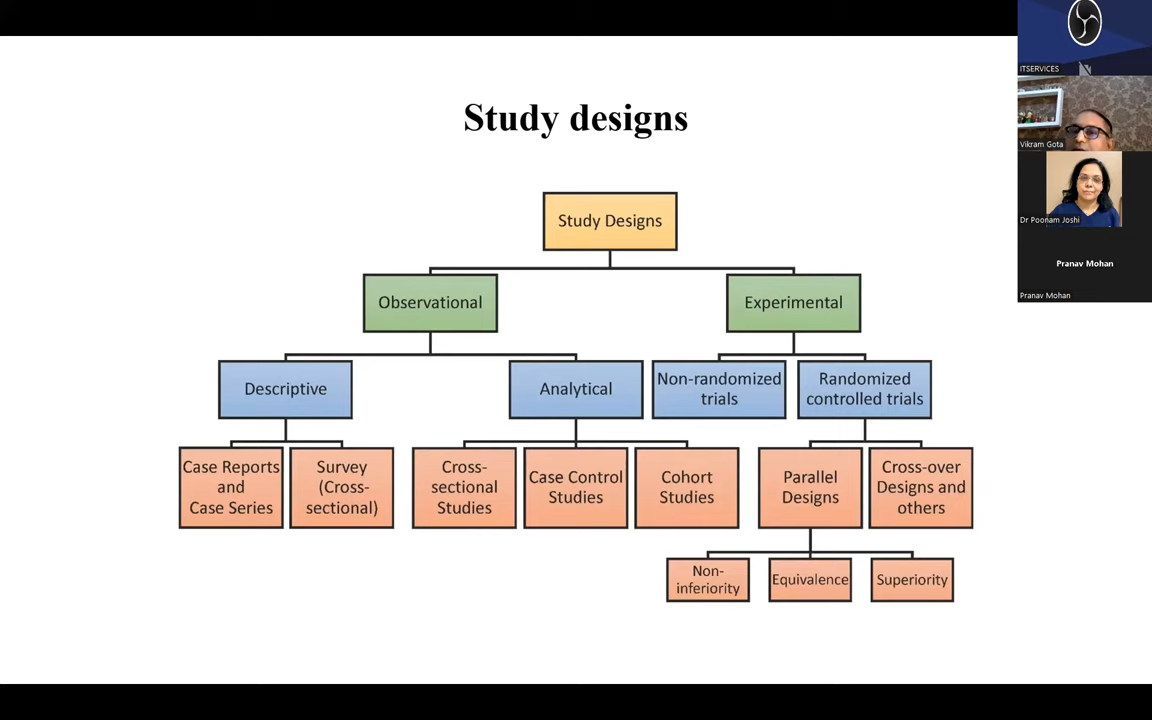 Study designs
Study Designs
Observational
Experimental
Descriptive
Analytical
Non-randomized
trials
Randomized
controlled trials
Case Reports
and
Case Series
Survey
(Cross-
sectional)
Cross-
sectional
Studies
Case Control
Studies
Cohort
Studies
Parallel
Designs
Cross-over
Designs and
others
Non-
inferiority
Equivalence
Superiority
ITSERVICES
Vikram Gota
Dr Poonam Joshi
Pranav Mohan
Pranav Mohan